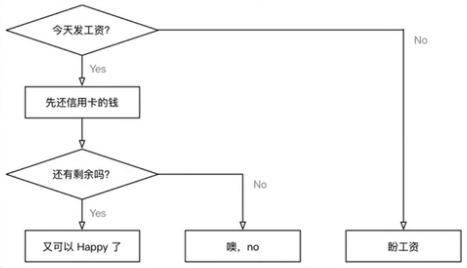 今天发工资?
No
Yes
先还信用卡的钱
还有剩余吗?
No
Yes
又可以 Happy 了
噢，no
盼工资